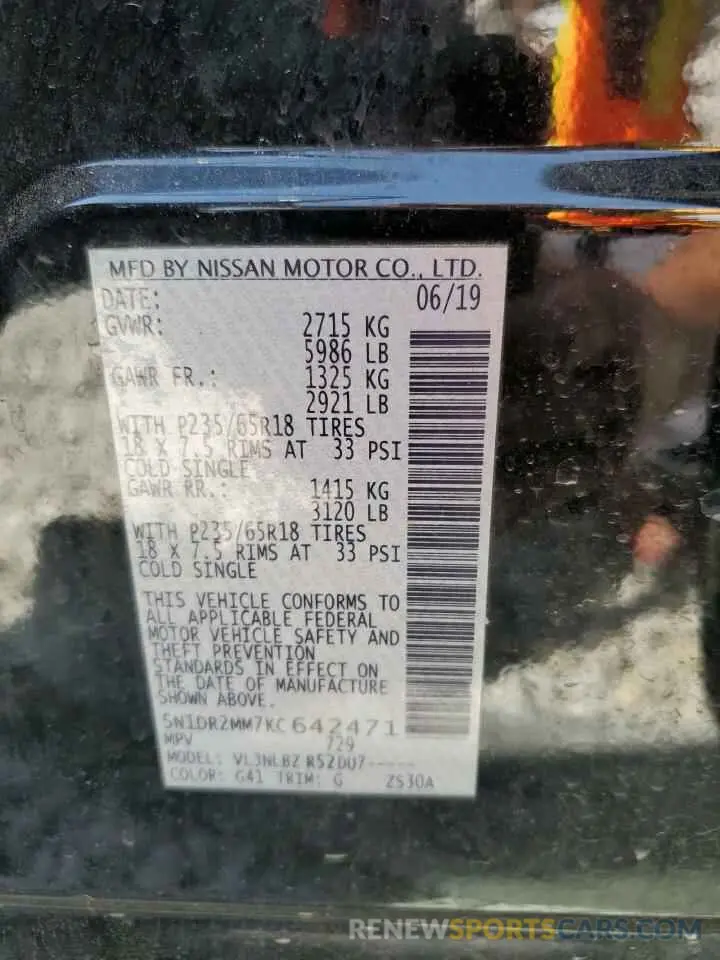 MFD BY NISSAN MOTOR CO., LTD.
DATE: 06/19
GVWR: 2715 KG
5986 LB
GAWR FR.: 1325 KG
2921 LB
WITH P235/65R18 TIRES
18 X 7.5 RIMS AT 33 PSI
COLD SINGLE
GAWR RR.: 1415 KG
3120 LB
WITH P235/65R18 TIRES
18 X 7.5 RIMS AT 33 PSI
COLD SINGLE
THIS VEHICLE CONFORMS TO
ALL APPLICABLE FEDERAL
MOTOR VEHICLE SAFETY AND
THEFT PREVENTION
STANDARDS IN EFFECT ON
THE DATE OF MANUFACTURE
SHOWN ABOVE.
5N1DR2MM7KC642471
MPV /29
MODEL: VL3NLBZ R52DU7-----
COLOR: G41 TRIM: G 2S30A
RENEWSPORTSCARS.COM